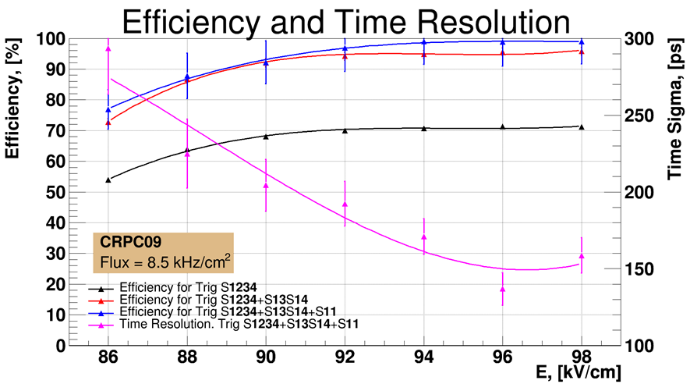 Efficiency and Time Resolution
Efficiency, [%]
100
90
80
70
60
50
40
30
20
10
0
300
250
200
150
100
Time Sigma, [ps]
CRPC09
Flux = 8.5 kHz/cm²
Efficiency for Trig S1234
Efficiency for Trig S1234+S13S14
Efficiency for Trig S1234+S13S14+S11
Time Resolution. Trig S1234+S13S14+S11
86 88 90 92 94 96 98
E, [kV/cm]